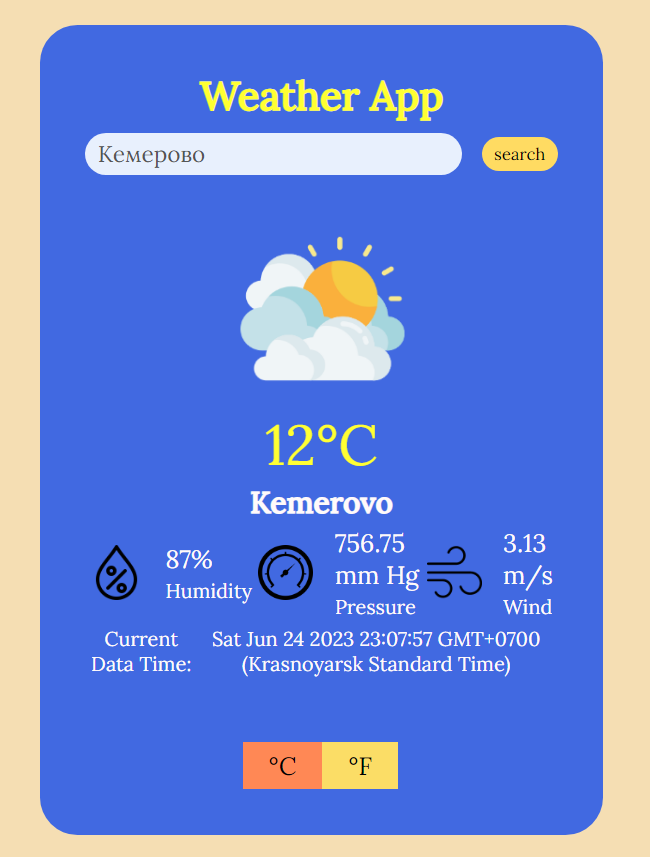 Weather App
Кемерово
search
12°C
Kemerovo
87%
Humidity
756.75
mm Hg
Pressure
3.13
m/s
Wind
Current
Data Time:
Sat Jun 24 2023 23:07:57 GMT+0700
(Krasnoyarsk Standard Time)
°C
°F